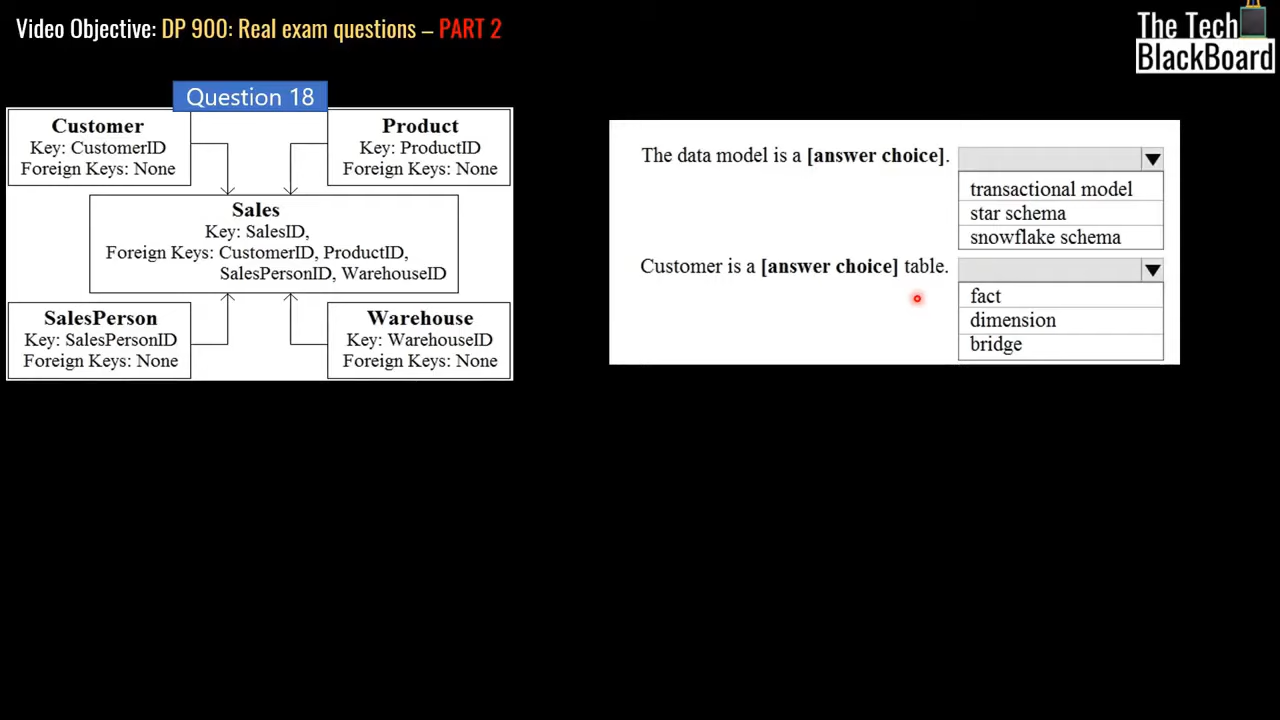 Video Objective: DP 900: Real exam questions – PART 2
The Tech
BlackBoard
Question 18
Customer
Key: CustomerID
Foreign Keys: None
Product
Key: ProductID
Foreign Keys: None
Sales
Key: SalesID,
Foreign Keys: CustomerID, ProductID,
SalesPersonID, WarehouseID
SalesPerson
Key: SalesPersonID
Foreign Keys: None
Warehouse
Key: WarehouseID
Foreign Keys: None
The data model is a [answer choice].
transactional model
star schema
snowflake schema
Customer is a [answer choice] table.
fact
dimension
bridge